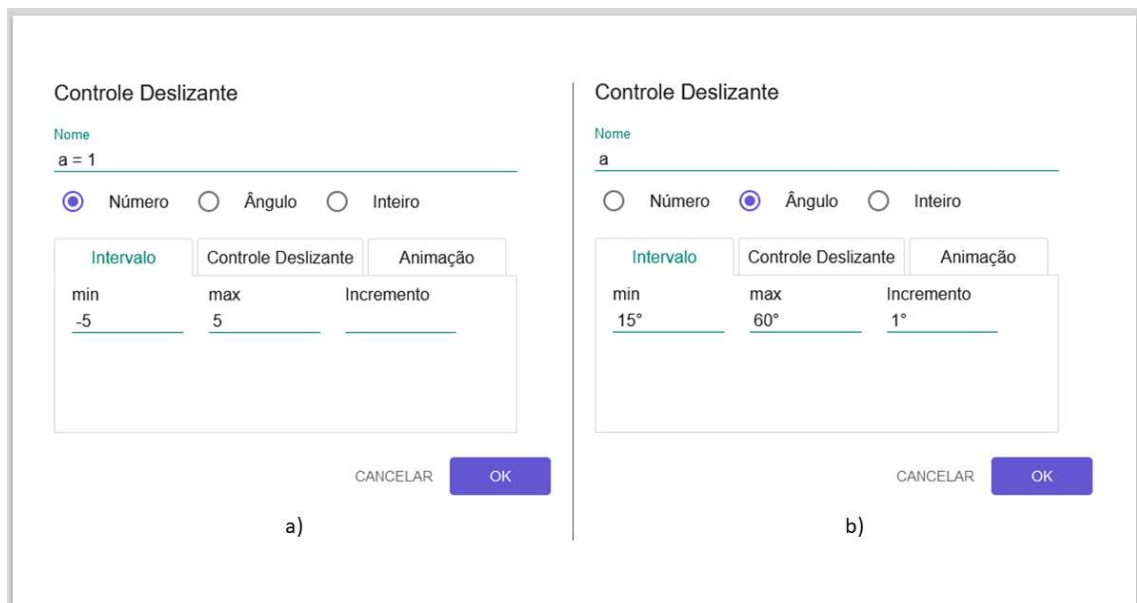 Controle Deslizante
Nome
a = 1
Número Ângulo Inteiro
Intervalo Controle Deslizante Animação
min max Incremento
-5 5
CANCELAR OK
a)
Controle Deslizante
Nome
a
Número Ângulo Inteiro
Intervalo Controle Deslizante Animação
min max Incremento
15° 60° 1°
CANCELAR OK
b)